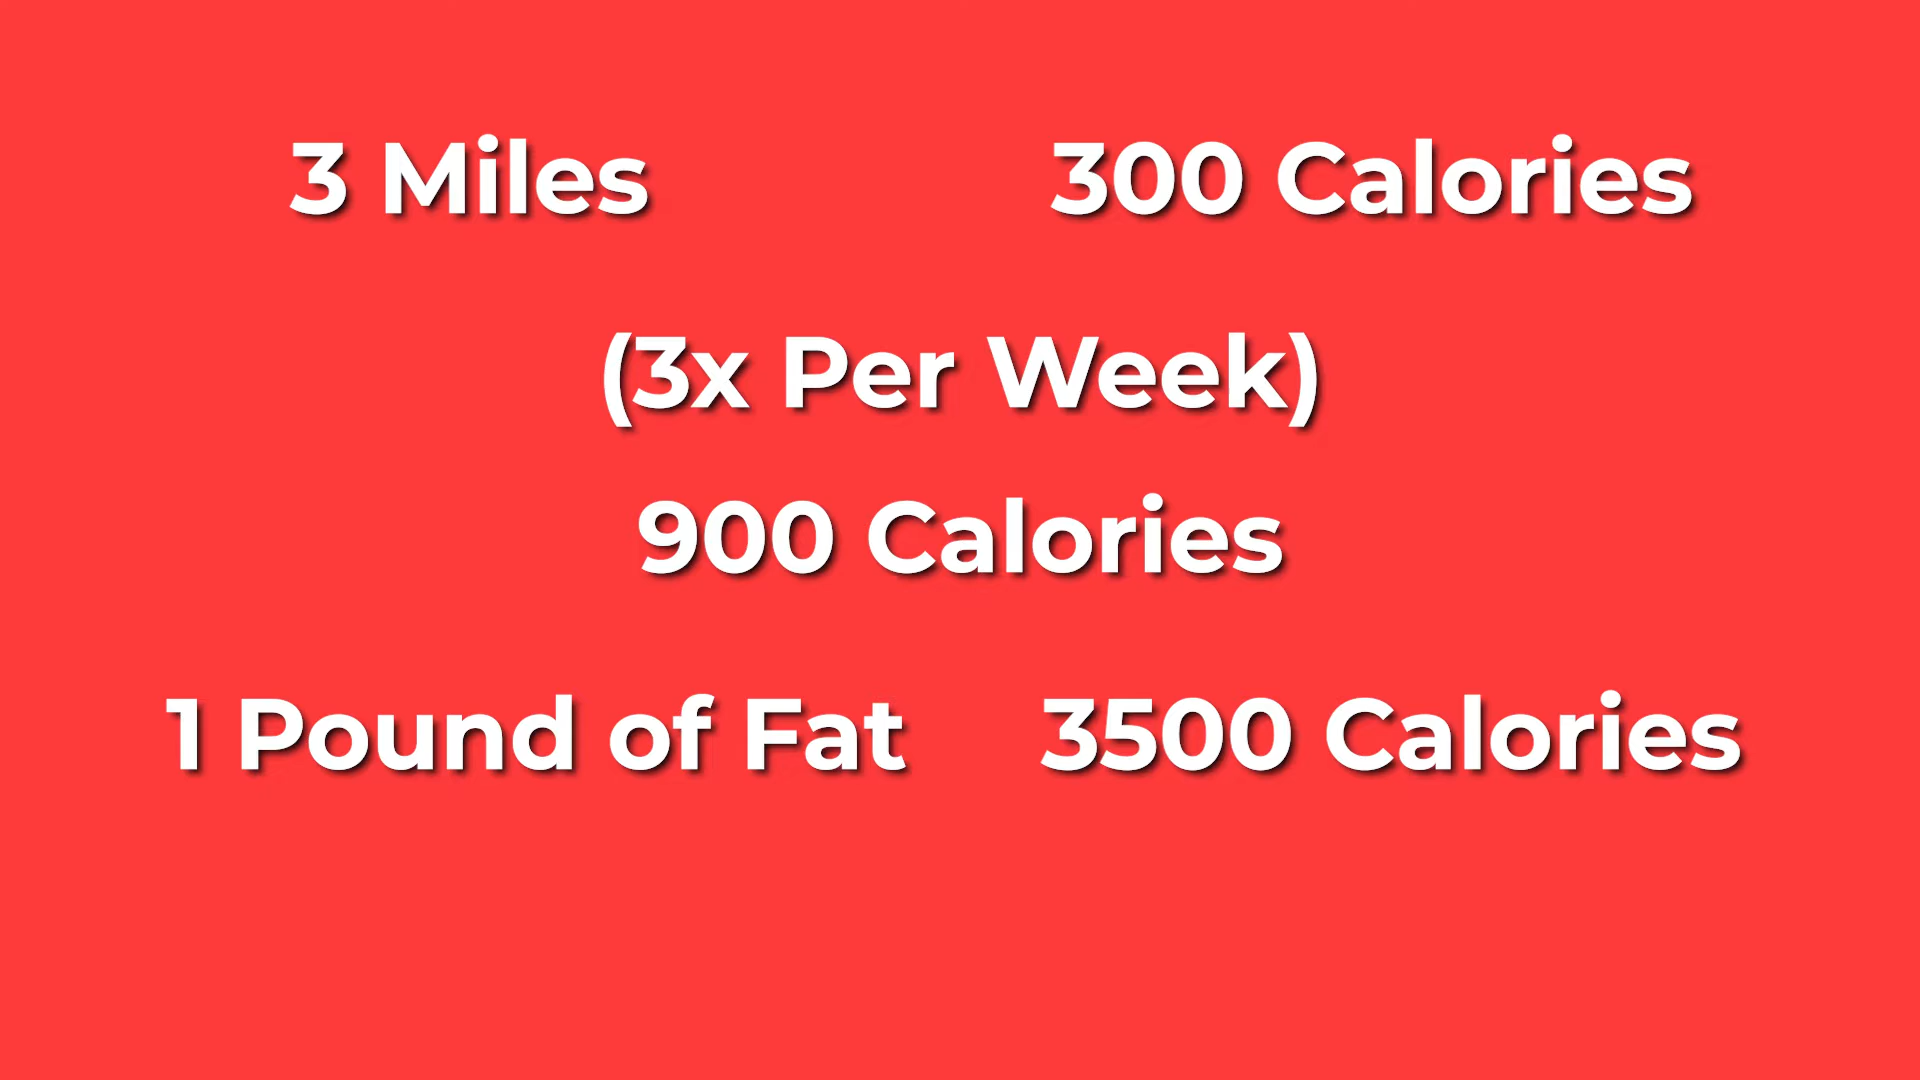 3 Miles 300 Calories
(3x Per Week)
900 Calories
1 Pound of Fat 3500 Calories